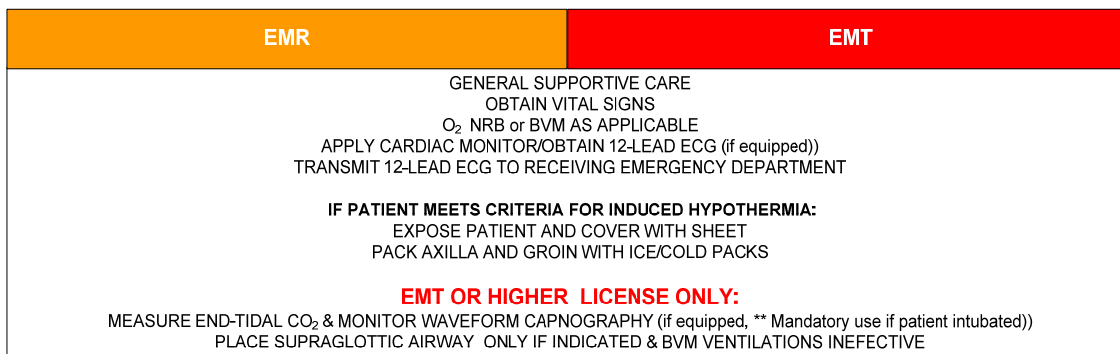 EMR EMT
GENERAL SUPPORTIVE CARE
OBTAIN VITAL SIGNS
O₂ NRB or BVM AS APPLICABLE
APPLY CARDIAC MONITOR/OBTAIN 12-LEAD ECG (if equipped))
TRANSMIT 12-LEAD ECG TO RECEIVING EMERGENCY DEPARTMENT
IF PATIENT MEETS CRITERIA FOR INDUCED HYPOTHERMIA:
EXPOSE PATIENT AND COVER WITH SHEET
PACK AXILLA AND GROIN WITH ICE/COLD PACKS
EMT OR HIGHER LICENSE ONLY:
MEASURE END-TIDAL CO₂ & MONITOR WAVEFORM CAPNOGRAPHY (if equipped, ** Mandatory use if patient intubated))
PLACE SUPRAGLOTTIC AIRWAY ONLY IF INDICATED & BVM VENTILATIONS INEFFECTIVE